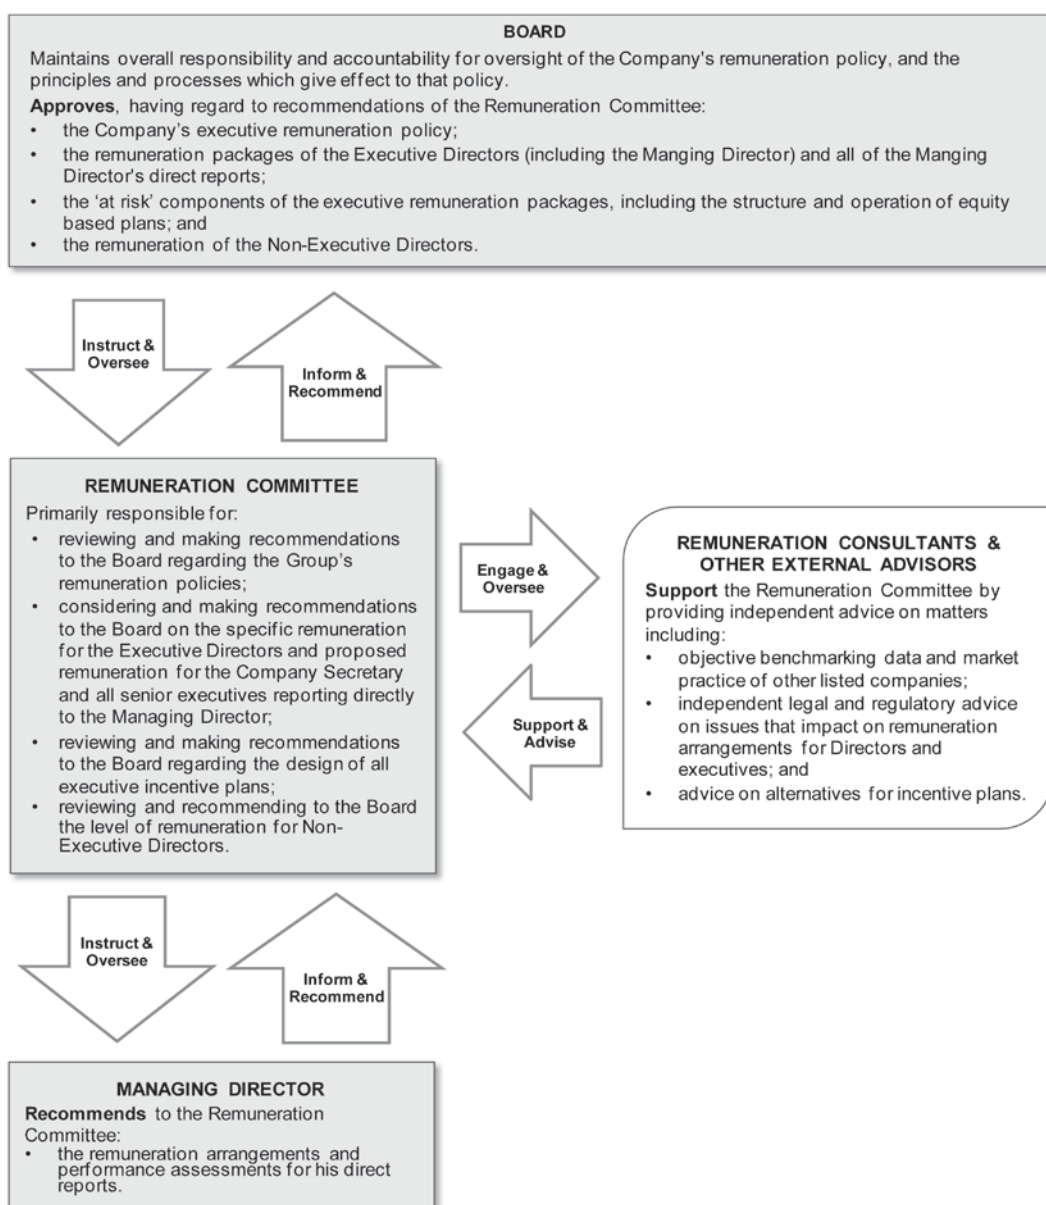 BOARD
Maintains overall responsibility and accountability for oversight of the Company's remuneration policy, and the
principles and processes which give effect to that policy.
Approves, having regard to recommendations of the Remuneration Committee:
• the Company’s executive remuneration policy;
• the remuneration packages of the Executive Directors (including the Manging Director) and all of the Manging
Director's direct reports;
• the ‘at risk’ components of the executive remuneration packages, including the structure and operation of equity
based plans; and
• the remuneration of the Non-Executive Directors.
Instruct &
Oversee
Inform &
Recommend
REMUNERATION COMMITTEE
Primarily responsible for:
• reviewing and making recommendations
to the Board regarding the Group’s
remuneration policies;
• considering and making recommendations
to the Board on the specific remuneration
for the Executive Directors and proposed
remuneration for the Company Secretary
and all senior executives reporting directly
to the Managing Director;
• reviewing and making recommendations
to the Board regarding the design of all
executive incentive plans;
• reviewing and recommending to the Board
the level of remuneration for Non-
Executive Directors.
Engage &
Oversee
Support &
Advise
REMUNERATION CONSULTANTS &
OTHER EXTERNAL ADVISORS
Support the Remuneration Committee by
providing independent advice on matters
including:
• objective benchmarking data and market
practice of other listed companies;
• independent legal and regulatory advice
on issues that impact on remuneration
arrangements for Directors and
executives; and
• advice on alternatives for incentive plans.
Instruct &
Oversee
Inform &
Recommend
MANAGING DIRECTOR
Recommends to the Remuneration
Committee:
• the remuneration arrangements and
performance assessments for his direct
reports.